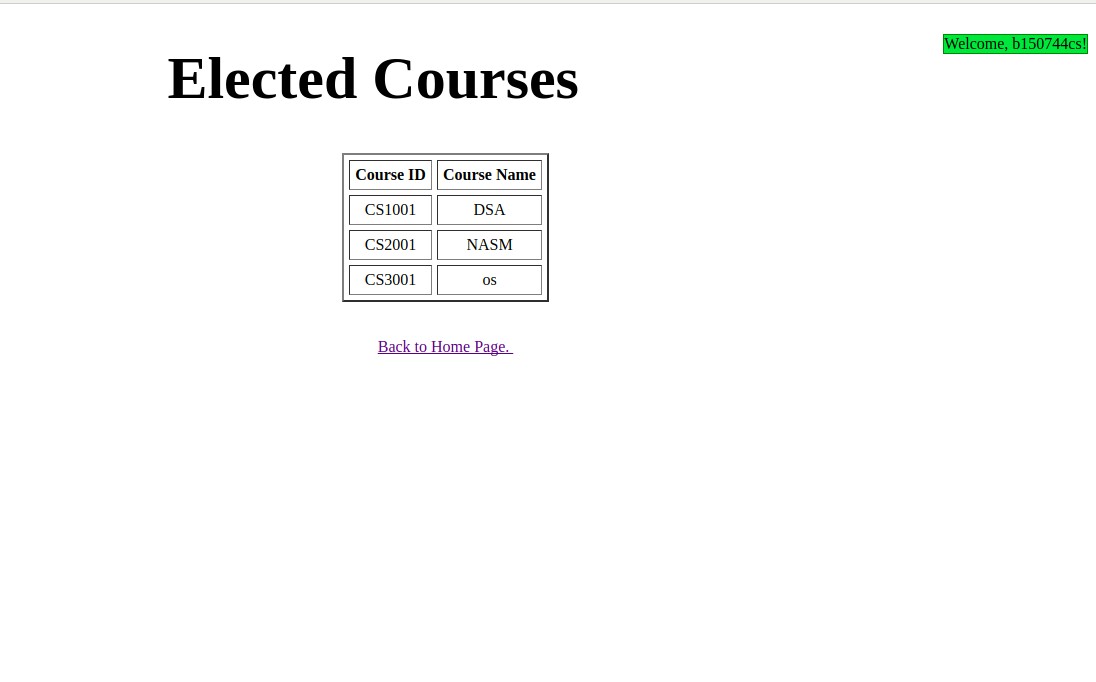 Welcome, b150744cs!
Elected Courses
Course ID Course Name
CS1001 DSA
CS2001 NASM
CS3001 os
Back to Home Page.